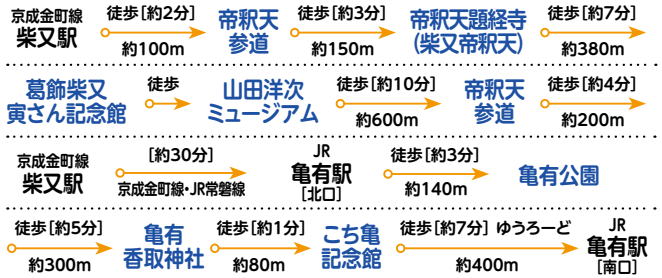 京成金町線
柴又駅
徒歩[約2分]
約100m
帝釈天
参道
徒歩[約3分]
約150m
帝釈天題経寺
(柴又帝釈天)
徒歩[約7分]
約380m
葛飾柴又
寅さん記念館
徒歩
山田洋次
ミュージアム
徒歩[約10分]
約600m
帝釈天
参道
徒歩[約4分]
約200m
京成金町線
柴又駅
[約30分]
京成金町線・JR常磐線
JR
亀有駅
[北口]
徒歩[約3分]
約140m
亀有公園
徒歩[約5分]
約300m
亀有
香取神社
徒歩[約1分]
約80m
こち亀
記念館
徒歩[約7分] ゆうろーど
約400m
JR
亀有駅
[南口]